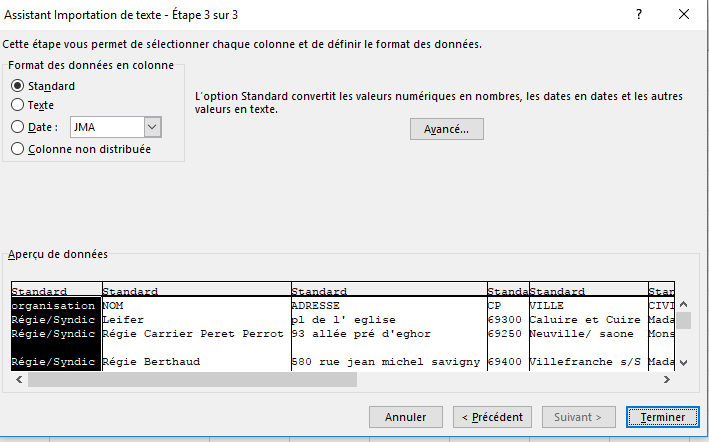 Assistant Importation de texte - Étape 3 sur 3 ? ×
Cette étape vous permet de sélectionner chaque colonne et de définir le format des données.
Format des données en colonne
Standard
Texte
Date : JMA
Colonne non distribuée
L'option Standard convertit les valeurs numériques en nombres, les dates en dates et les autres
valeurs en texte.
Avancé...
Aperçu de données
Standard Standard Standard Standa Standard Stan
organisation NOM ADRESSE CP VILLE CIVI
Régie/Syndic Leifer pl de l' eglise 69300 Caluire et Cuire Mada
Régie/Syndic Régie Carrier Peret Perrot 93 allée pré d'eghor 69250 Neuville/ saone Mons
Régie/Syndic Régie Berthaud 580 rue jean michel savigny 69400 Villefranche s/S Mada
Annuler < Précédent Suivant > Terminer